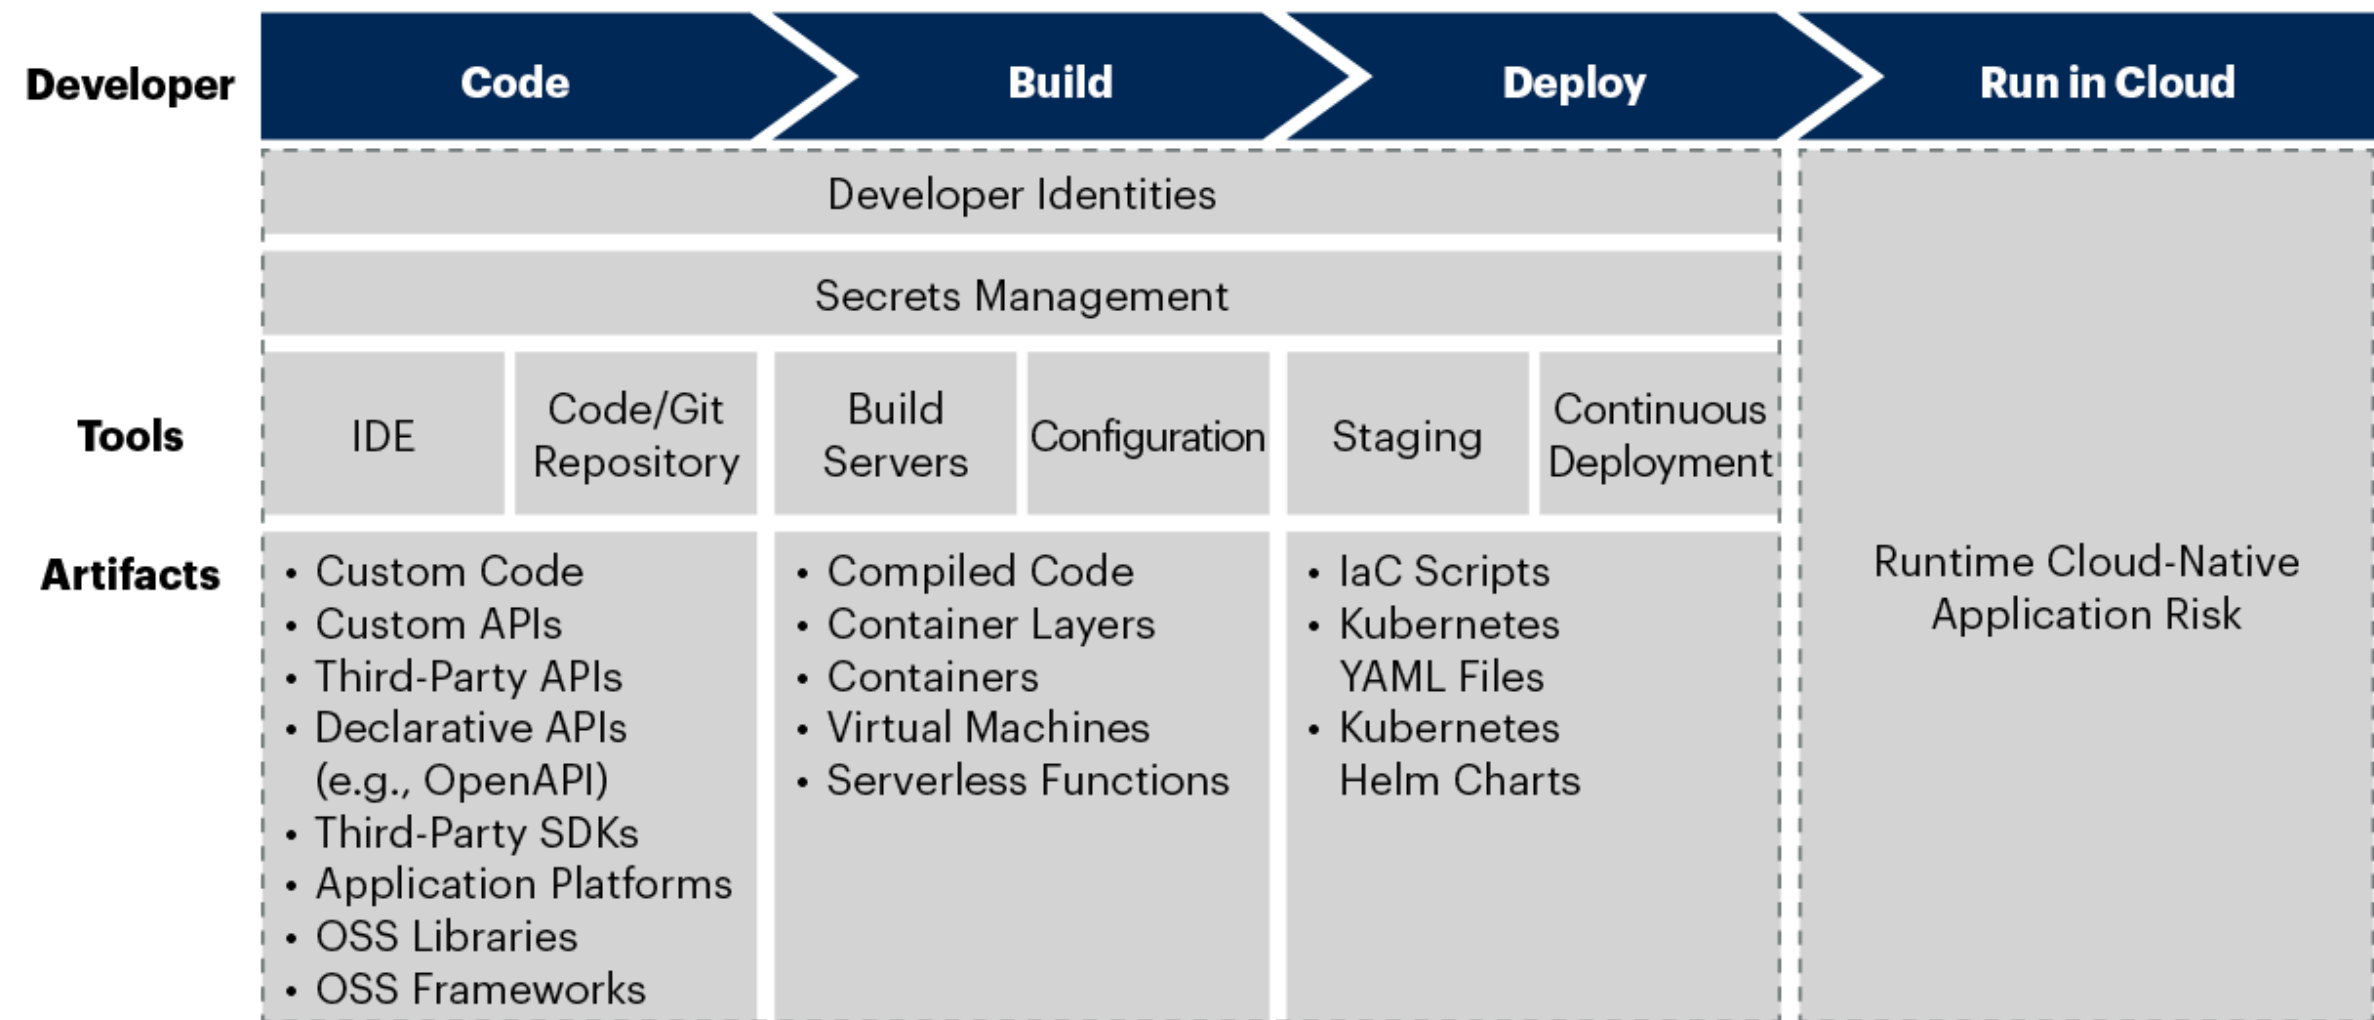 Developer
Code
Build
Deploy
Run in Cloud
Developer Identities
Secrets Management
Tools
IDE
Code/Git
Repository
Build
Servers
Configuration
Staging
Continuous
Deployment
Artifacts
• Custom Code
• Custom APIs
• Third-Party APIs
• Declarative APIs
(e.g., OpenAPI)
• Third-Party SDKs
• Application Platforms
• OSS Libraries
• OSS Frameworks
• Compiled Code
• Container Layers
• Containers
• Virtual Machines
• Serverless Functions
• IaC Scripts
• Kubernetes
YAML Files
• Kubernetes
Helm Charts
Runtime Cloud-Native
Application Risk